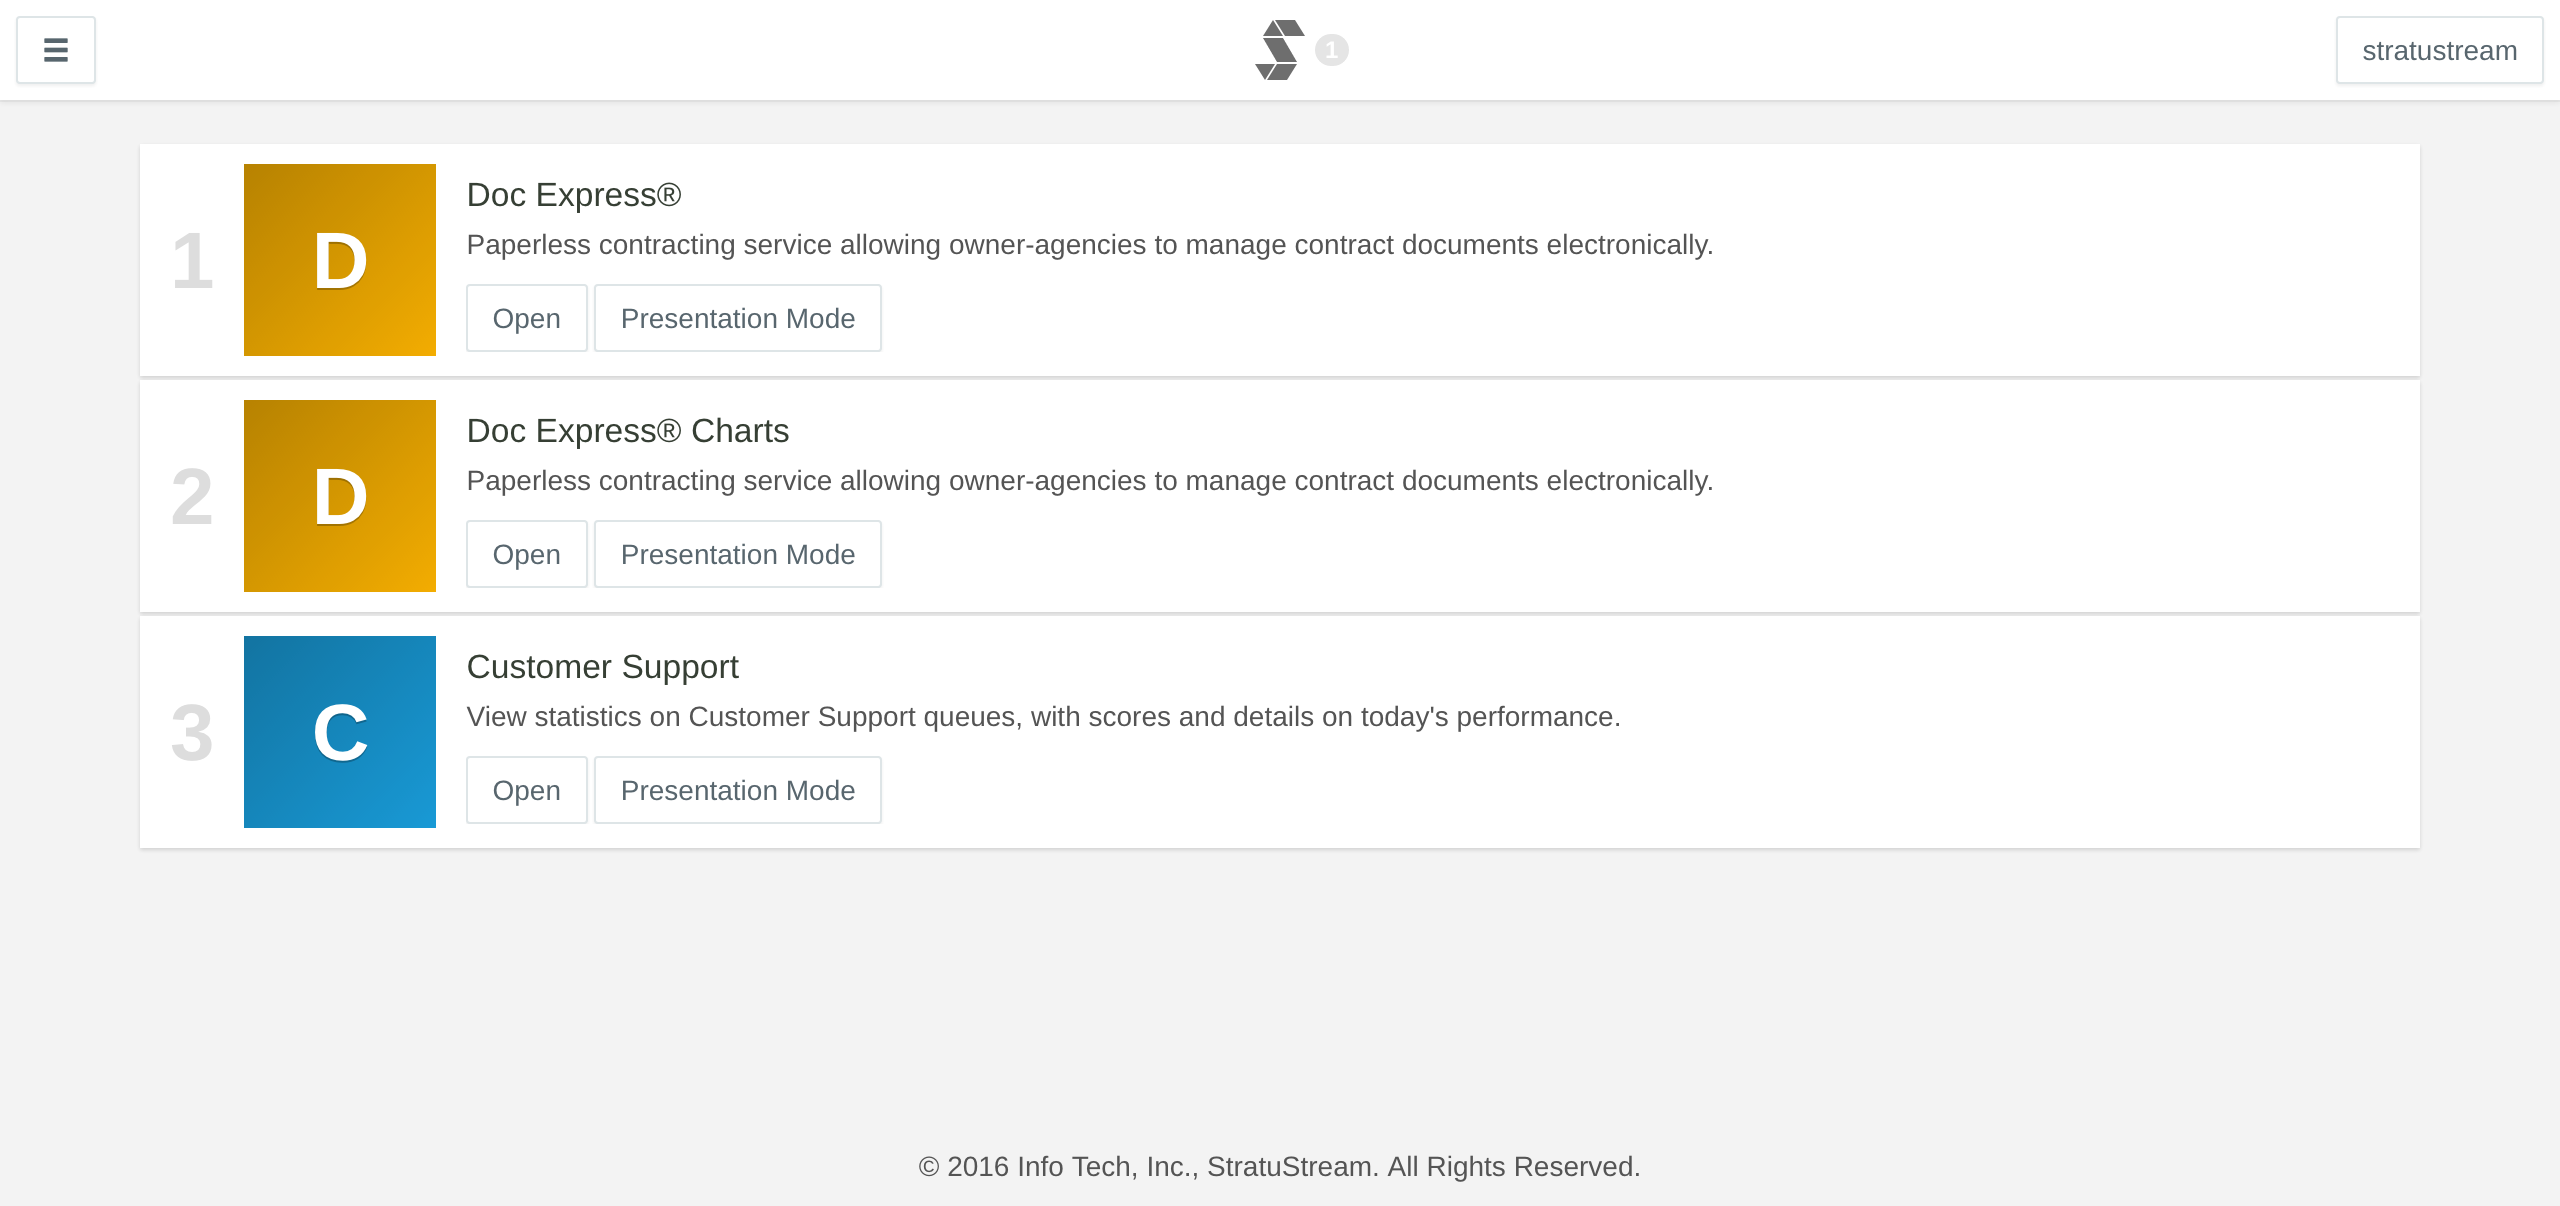 1
stratustream
1
D
Doc Express®
Paperless contracting service allowing owner-agencies to manage contract documents electronically.
Open
Presentation Mode
2
D
Doc Express® Charts
Paperless contracting service allowing owner-agencies to manage contract documents electronically.
Open
Presentation Mode
3
C
Customer Support
View statistics on Customer Support queues, with scores and details on today's performance.
Open
Presentation Mode
© 2016 Info Tech, Inc., StratuStream. All Rights Reserved.